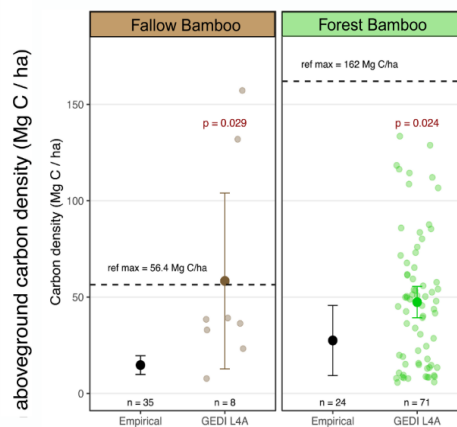 Fallow Bamboo
Forest Bamboo
aboveground carbon density (Mg C / ha)
Carbon density (Mg C / ha)
150
100
50
0
p = 0.029
ref max = 56.4 Mg C/ha
n = 35
n = 8
Empirical
GEDI L4A
ref max = 162 Mg C/ha
p = 0.024
n = 24
n = 71
Empirical
GEDI L4A